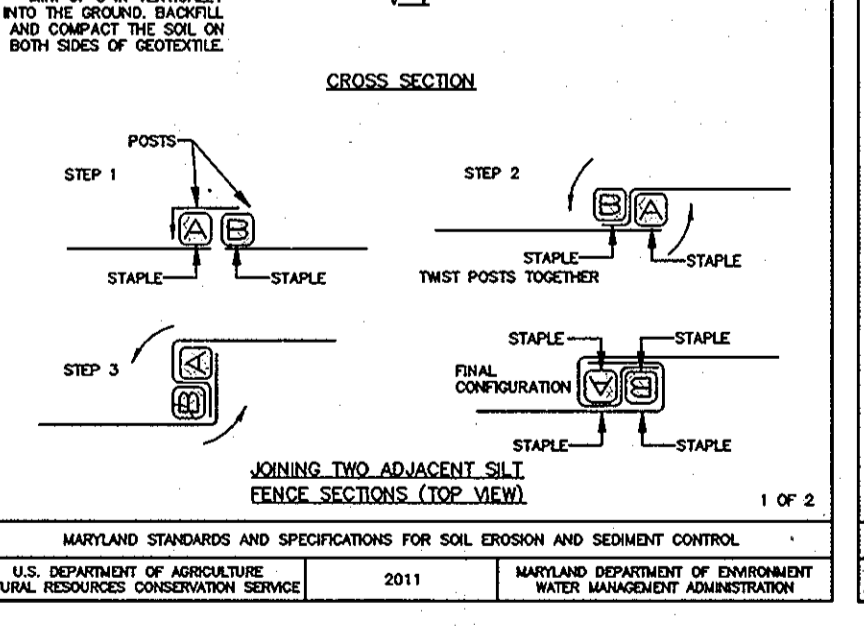 INTO THE GROUND. BACKFILL
AND COMPACT THE SOIL ON
BOTH SIDES OF GEOTEXTILE.
CROSS SECTION
POSTS
STEP 1
A B
STAPLE STAPLE
STEP 2
B A
STAPLE STAPLE
TWIST POSTS TOGETHER
STEP 3
A
B
STAPLE STAPLE
FINAL
CONFIGURATION
A B
STAPLE STAPLE
JOINING TWO ADJACENT SILT
FENCE SECTIONS (TOP VIEW)
1 OF 2
MARYLAND STANDARDS AND SPECIFICATIONS FOR SOIL EROSION AND SEDIMENT CONTROL
U.S. DEPARTMENT OF AGRICULTURE
URAL RESOURCES CONSERVATION SERVICE
2011
MARYLAND DEPARTMENT OF ENVIRONMENT
WATER MANAGEMENT ADMINISTRATION